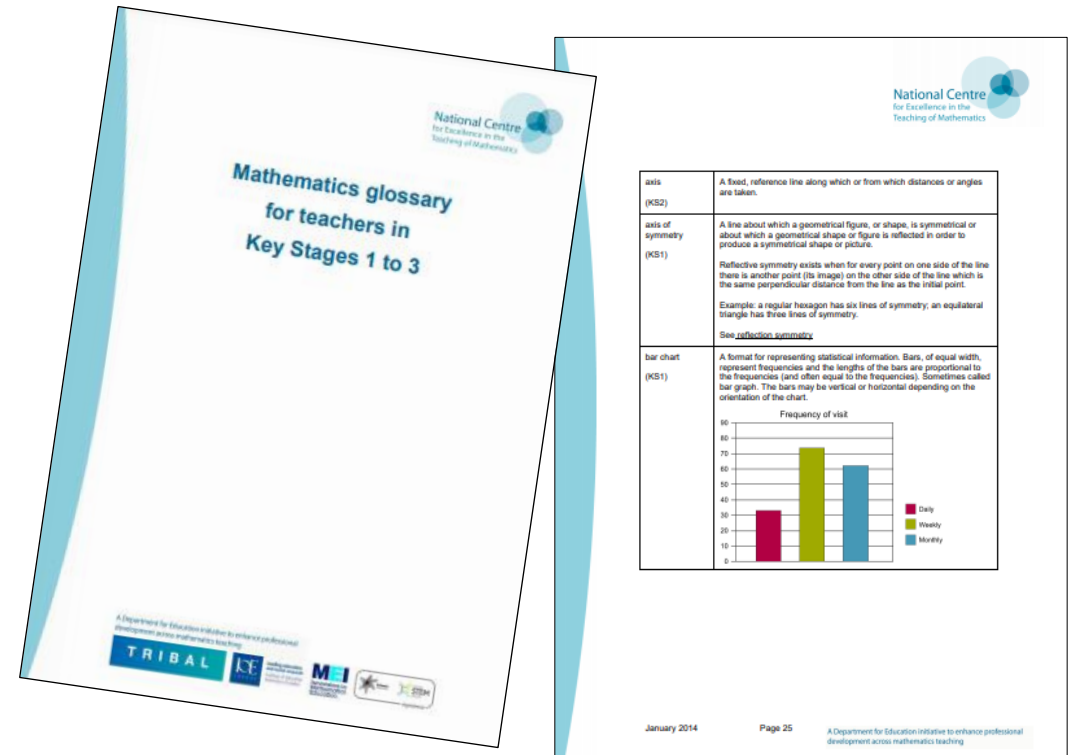 National Centre
for Excellence in the
Teaching of Mathematics
Mathematics glossary
for teachers in
Key Stages 1 to 3
A Department for Education initiative to enhance professional
development across mathematics teaching
TRIBAL
IOE
MEI
STEM
National Centre
for Excellence in the
Teaching of Mathematics
axis
(KS2)
A fixed, reference line along which or from which distances or angles
are taken.
axis of
symmetry
(KS1)
A line about which a geometrical figure, or shape, is symmetrical or
about which a geometrical shape or figure is reflected in order to
produce a symmetrical shape or picture.
Reflective symmetry exists when for every point on one side of the line
there is another point (its image) on the other side of the line which is
the same perpendicular distance from the line as the initial point.
Example: a regular hexagon has six lines of symmetry; an equilateral
triangle has three lines of symmetry.
See reflection symmetry
bar chart
(KS1)
A format for representing statistical information. Bars, of equal width,
represent frequencies and the lengths of the bars are proportional to
the frequencies (and often equal to the frequencies). Sometimes called
bar graph. The bars may be vertical or horizontal depending on the
orientation of the chart.
Frequency of visit
90
80
70
60
50
40
30
20
10
0
Daily
Weekly
Monthly
January 2014 Page 25
A Department for Education initiative to enhance professional
development across mathematics teaching